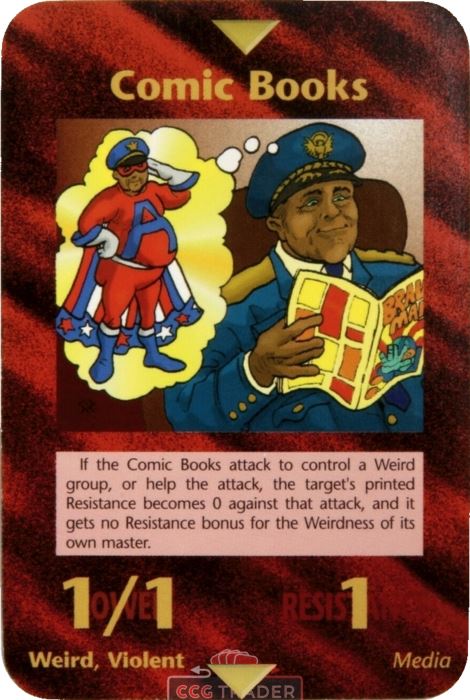 Comic Books
A
If the Comic Books attack to control a Weird
group, or help the attack, the target's printed
Resistance becomes 0 against that attack, and it
gets no Resistance bonus for the Weirdness of its
own master.
1/1 1
Weird, Violent Media
CCG TRADER